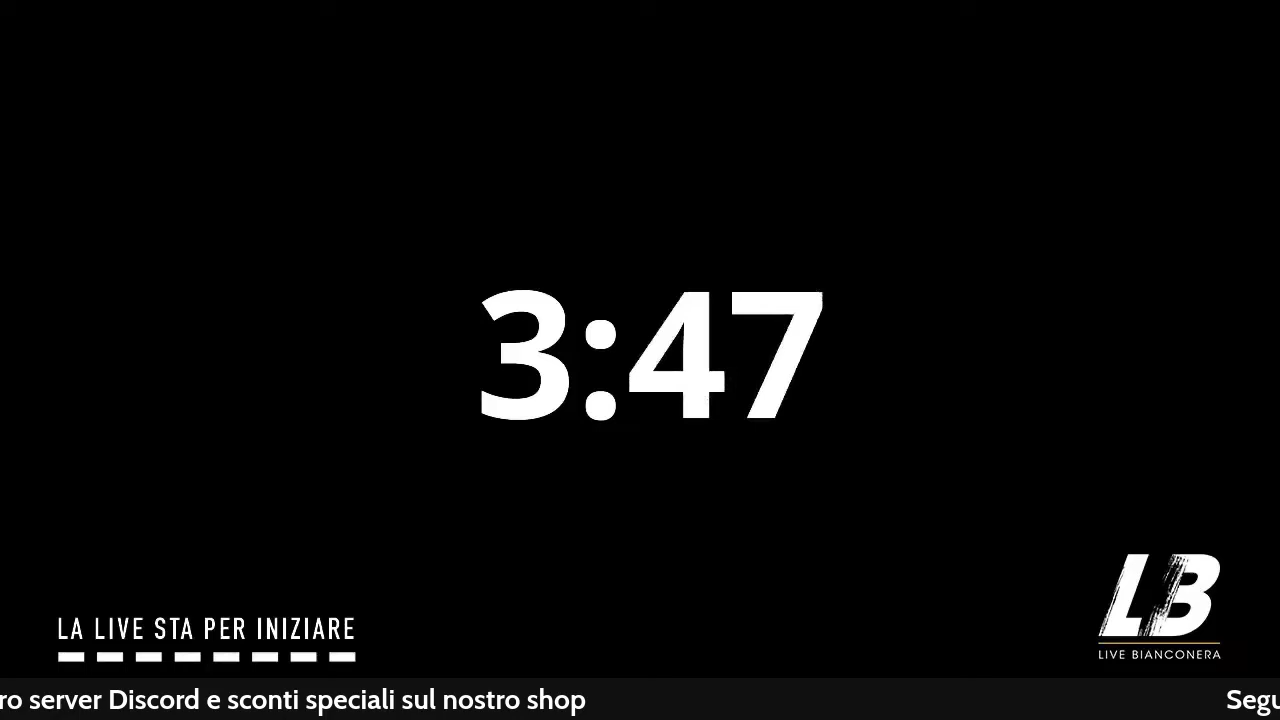 3:47
LA LIVE STA PER INIZIARE
LB
LIVE BIANCONERA
server Discord e sconti speciali sul nostro shop